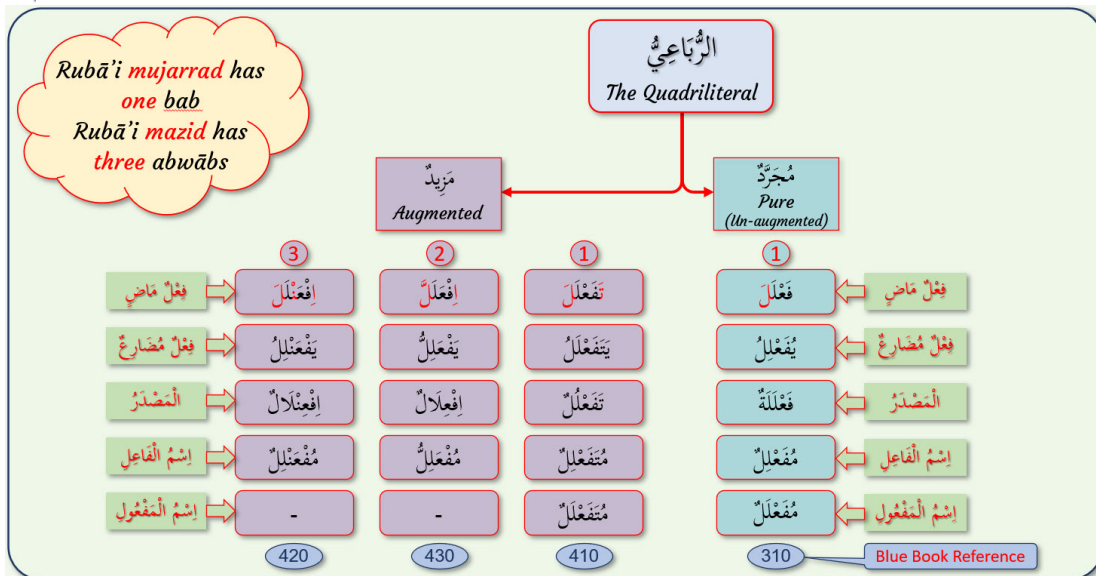 Rubā'i mujarrad has
one bab
Rubā'i mazid has
three abwābs
الرُّبَاعِيُّ
The Quadriliteral
مُجَرَّدٌ
Pure
(Un-augmented)
مَزِيدٌ
Augmented
1
1
2
3
فِعْلٌ مَاضٍ
فَعْلَلَ
تَفَعْلَلَ
اِفْعَلَلَّ
اِفْعَنْلَلَ
فِعْلٌ مَاضٍ
يُفَعْلِلُ
يَتَفَعْلَلُ
يَفْعَلِلُّ
يَفْعَنْلِلُ
فِعْلٌ مُضَارِعٌ
فِعْلٌ مُضَارِعٌ
الْمَصْدَرُ
فَعْلَلَةٌ
تَفَعْلُلٌ
اِفْعِلَالٌ
اِفْعِنْلَالٌ
الْمَصْدَرُ
اِسْمُ الْفَاعِلِ
مُفَعْلِلٌ
مُتَفَعْلِلٌ
مُفْعَلِلُّ
مُفْعَنْلِلٌ
اِسْمُ الْفَاعِلِ
اِسْمُ الْمَفْعُولِ
مُفَعْلَلٌ
مُتَفَعْلَلٌ
-
-
اِسْمُ الْمَفْعُولِ
310
410
430
420
Blue Book Reference